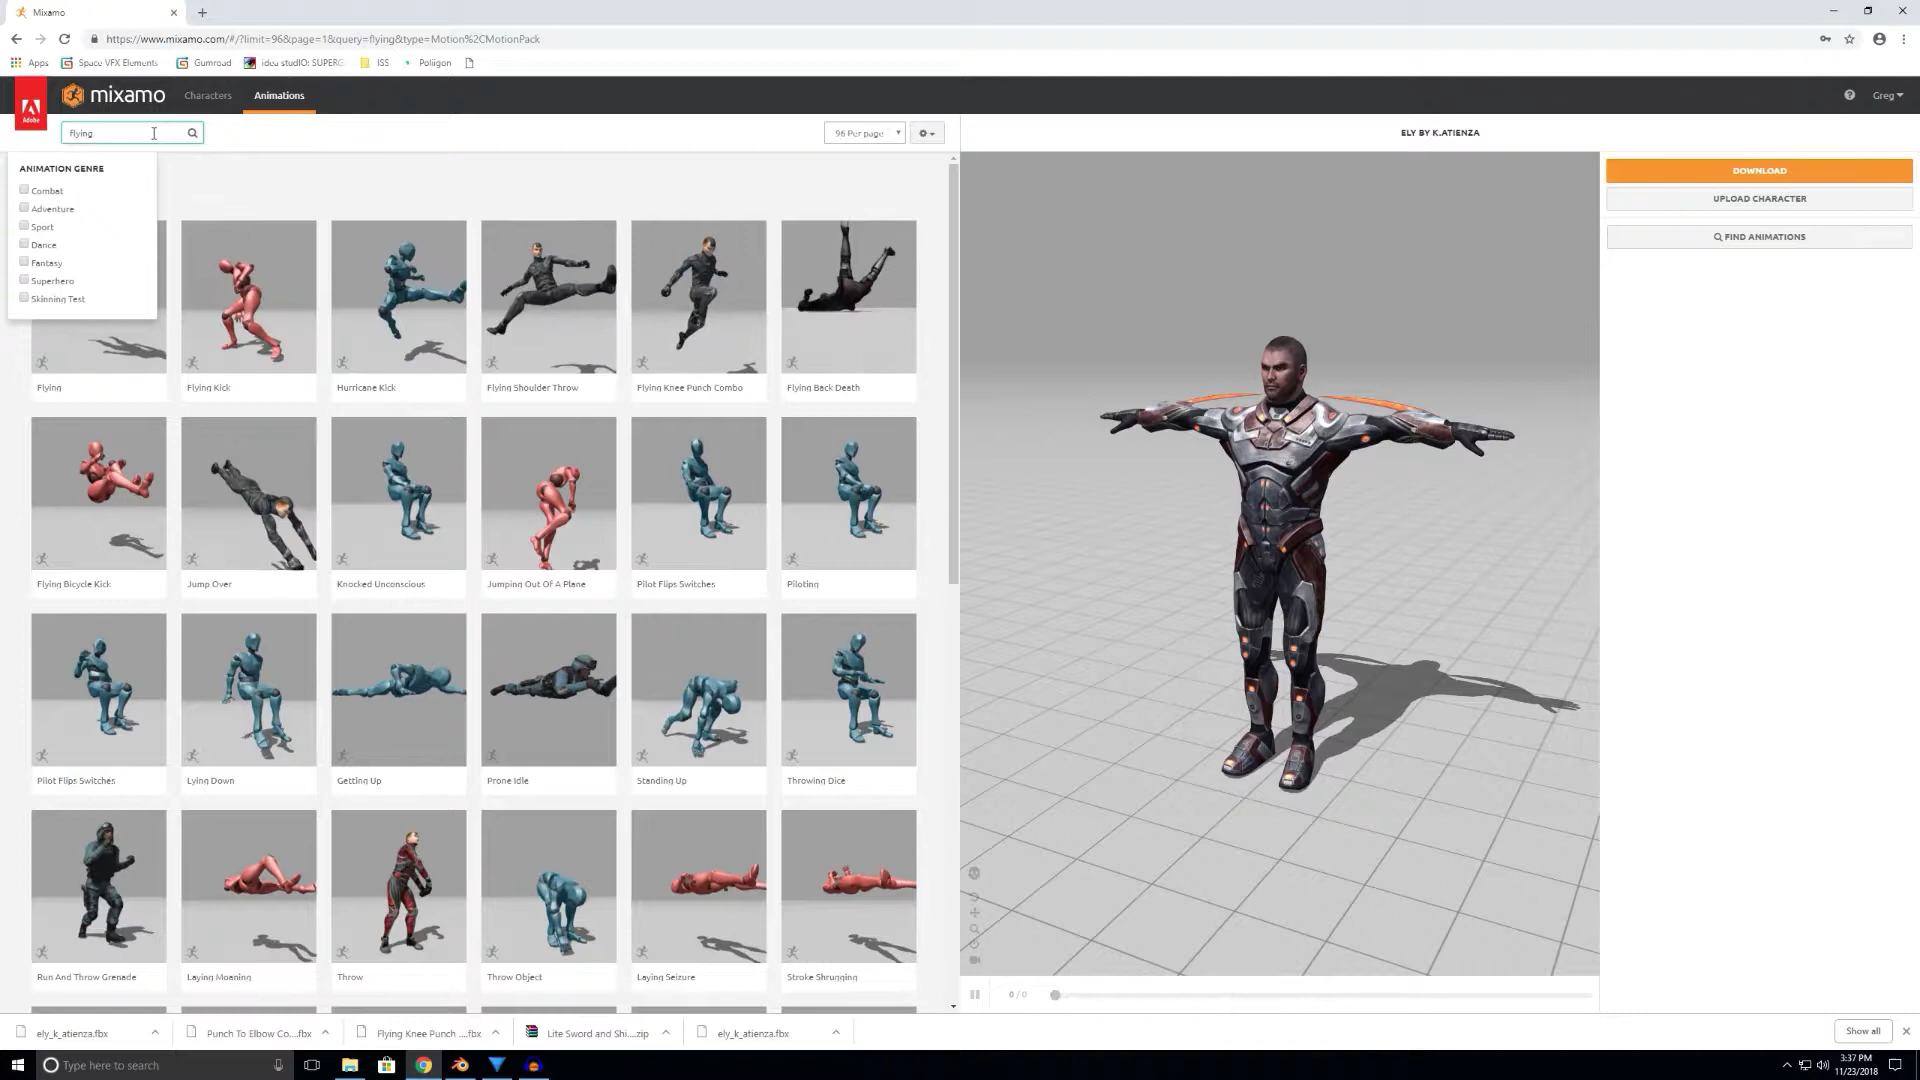 Mixamo
https://www.mixamo.com/#/?limit=96&page=1&query=flying&type=Motion%2CMotionPack
Apps Space VFX Elements Gumroad idea studIO: SUPERG ISS Poliigon
Adobe mixamo Characters Animations Greg
flying 96 Per page ELY BY K.ATIENZA
ANIMATION GENRE
Combat
Adventure
Sport
Dance
Fantasy
Superhero
Skinning Test
DOWNLOAD
UPLOAD CHARACTER
FIND ANIMATIONS
Flying Flying Kick Hurricane Kick Flying Shoulder Throw Flying Knee Punch Combo Flying Back Death
Flying Bicycle Kick Jump Over Knocked Unconscious Jumping Out Of A Plane Pilot Flips Switches Piloting
Pilot Flips Switches Lying Down Getting Up Prone Idle Standing Up Throwing Dice
Run And Throw Grenade Laying Moaning Throw Throw Object Laying Seizure Stroke Shrugging
0 / 0
ely_k_atienza.fbx Punch To Elbow Co....fbx Flying Knee Punch ....fbx Lite Sword and Shi....zip ely_k_atienza.fbx Show all
Type here to search 3:37 PM
11/23/2018